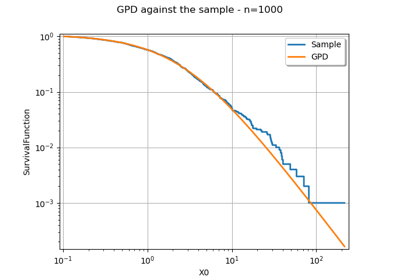 GPD against the sample - n=1000
Sample
GPD
SurvivalFunction
10⁰
10⁻¹
10⁻²
10⁻³
10⁻¹
10⁰
10¹
10²
X0